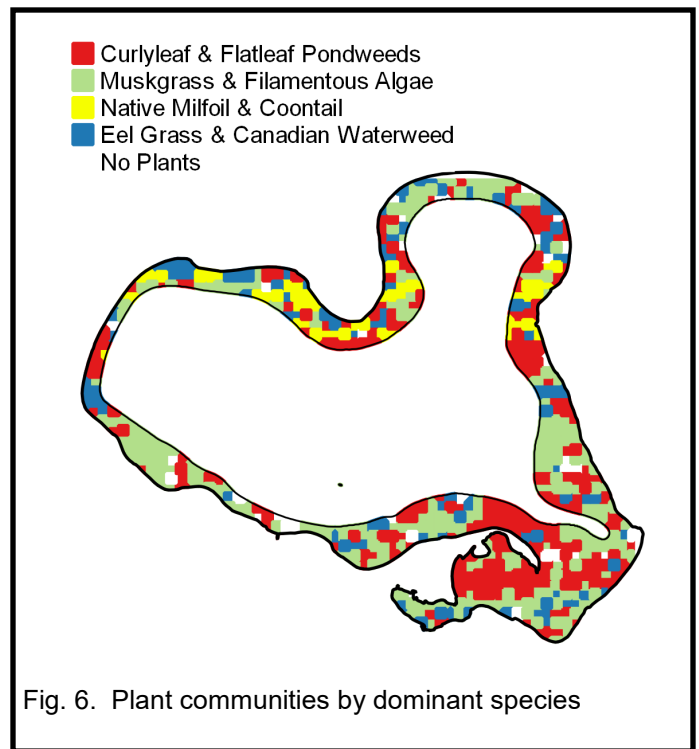 Curlyleaf & Flatleaf Pondweeds
Muskgrass & Filamentous Algae
Native Milfoil & Coontail
Eel Grass & Canadian Waterweed
No Plants
Fig. 6.  Plant communities by dominant species